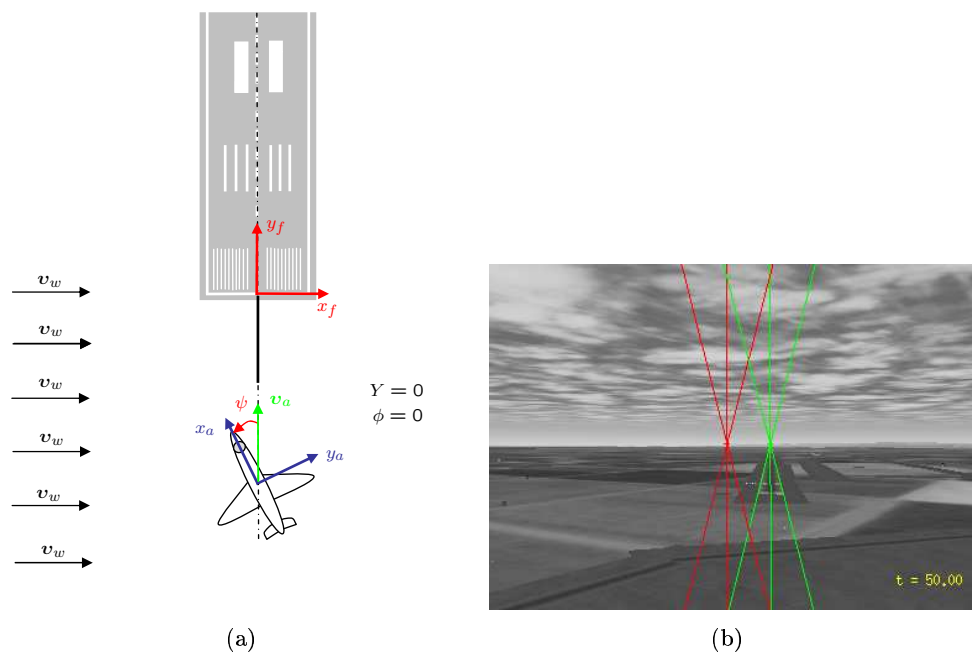 y_f
v_w
x_f
v_w
v_w
Y = 0
ϕ = 0
ψ
v_a
x_a
v_w
y_a
v_w
v_w
t = 50.00
(a)
(b)